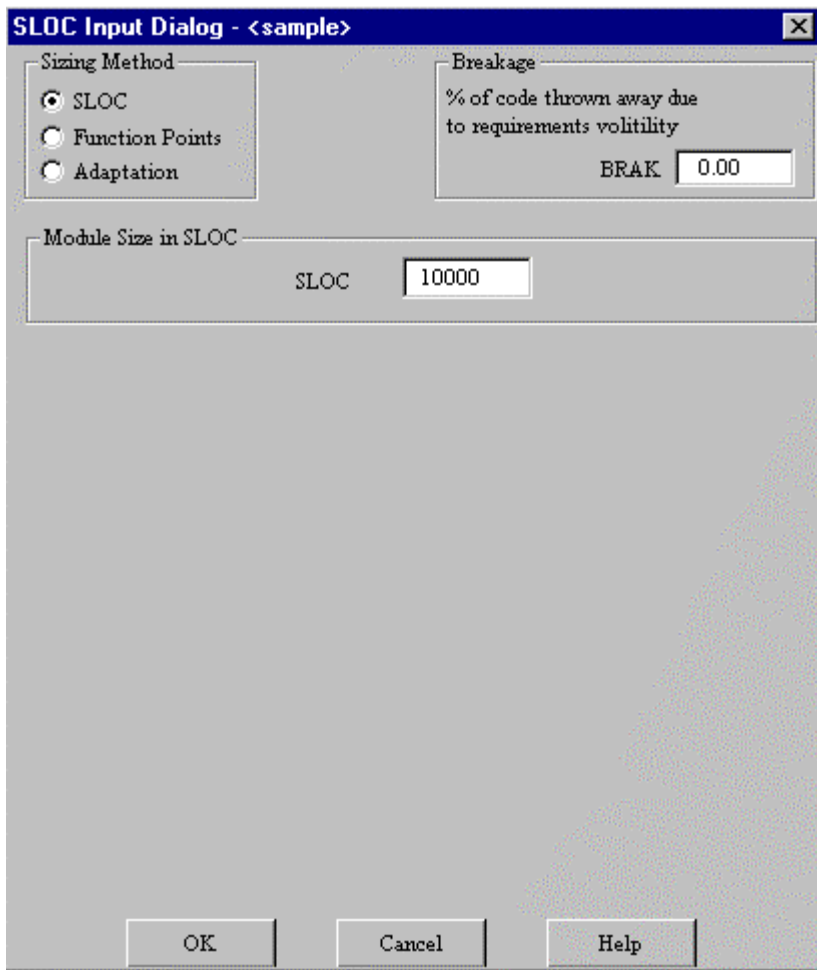 SLOC Input Dialog - <sample>
Sizing Method
SLOC
Function Points
Adaptation
Breakage
% of code thrown away due
to requirements volitility
BRAK 0.00
Module Size in SLOC
SLOC 10000
OK Cancel Help